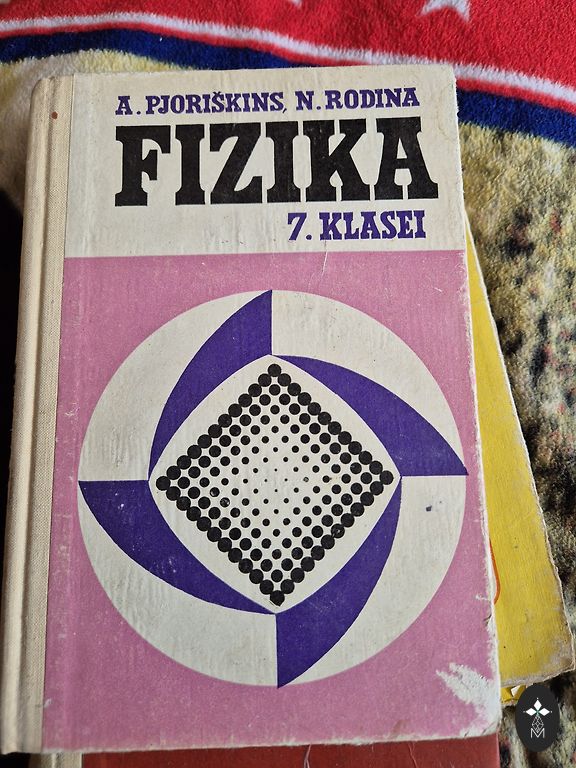 A. PJORIŠKINS, N. RODINA
FIZIKA
7. KLASEI